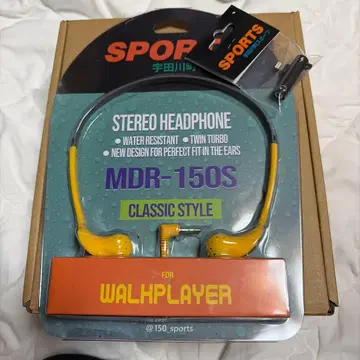 SPORTS
宇田川
SPORTS
STEREO HEADPHONE
• WATER RESISTANT • TWIN TURBO
• NEW DESIGN FOR PERFECT FIT IN THE EARS
MDR-150S
CLASSIC STYLE
FOR
WALKPLAYER
@150_sports